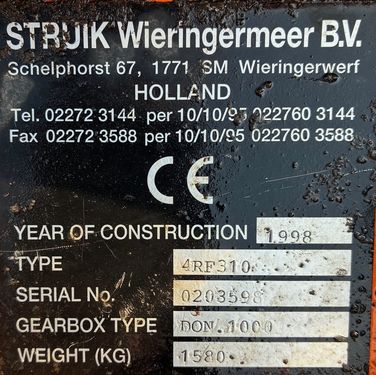 STRUIK Wieringermeer B.V.
Schelphorst 67, 1771 SM Wieringerwerf
HOLLAND
Tel. 02272 3144 per 10/10/95 022760 3144
Fax 02272 3588 per 10/10/95 022760 3588
CE
YEAR OF CONSTRUCTION 1998
TYPE 4RF310
SERIAL No. 0203598
GEARBOX TYPE DON.1000
WEIGHT (KG) 1580